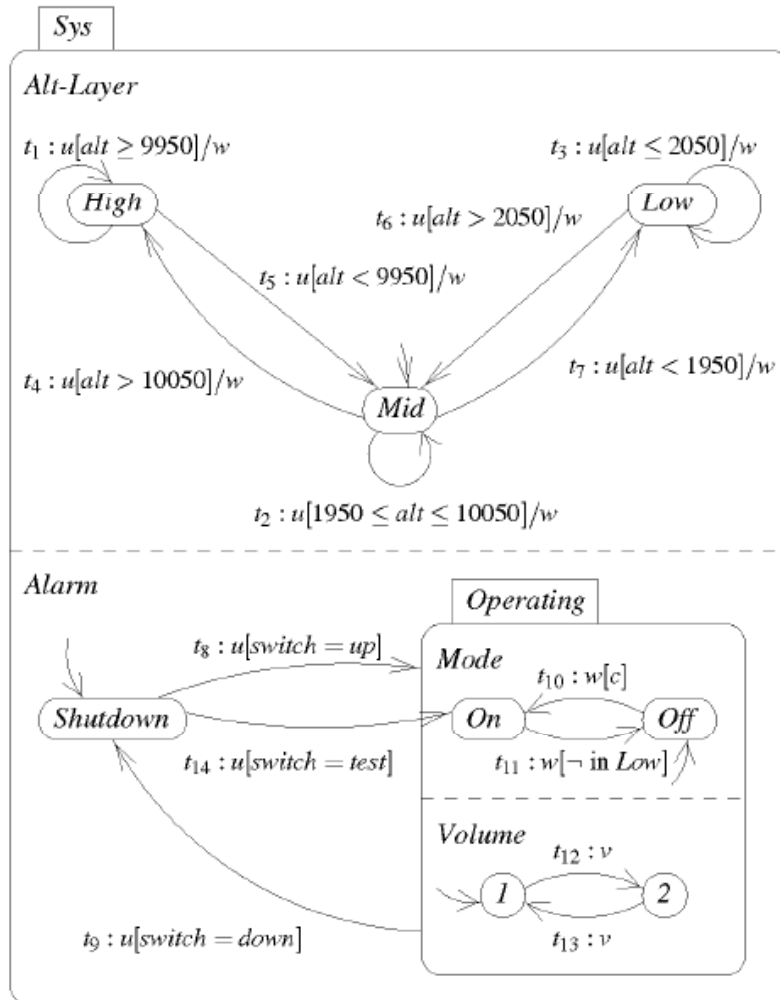 Sys
Alt-Layer
t₁ : u[alt ≥ 9950]/w
t₃ : u[alt ≤ 2050]/w
High
Low
t₆ : u[alt > 2050]/w
t₅ : u[alt < 9950]/w
t₄ : u[alt > 10050]/w
t₇ : u[alt < 1950]/w
Mid
t₂ : u[1950 ≤ alt ≤ 10050]/w
Alarm
Operating
t₈ : u[switch = up]
Mode
t₁₀ : w[c]
Shutdown
On
Off
t₁₄ : u[switch = test]
t₁₁ : w[¬ in Low]
Volume
t₁₂ : v
1
2
t₁₃ : v
t₉ : u[switch = down]